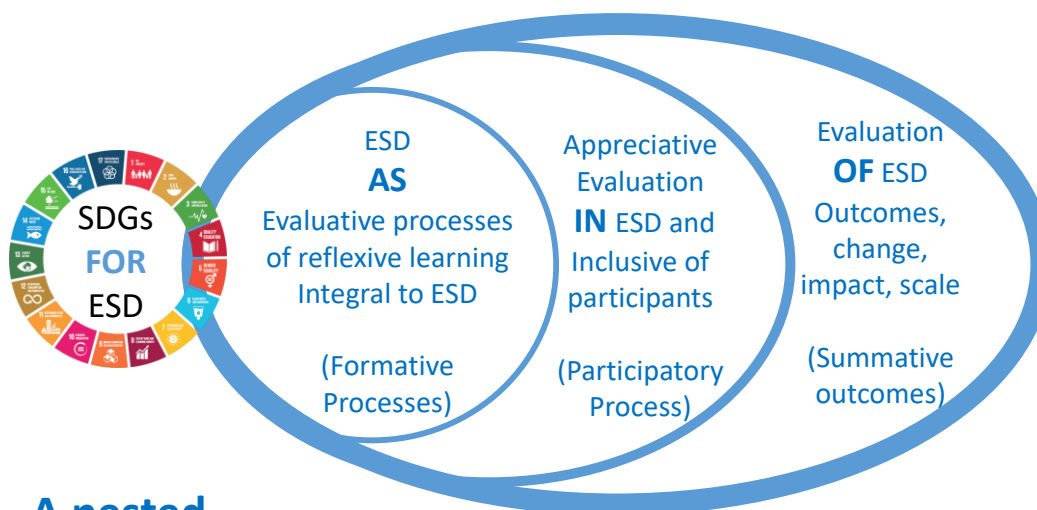 SDGs
FOR
ESD
ESD
AS
Evaluative processes
of reflexive learning
Integral to ESD
(Formative
Processes)
Appreciative
Evaluation
IN ESD and
Inclusive of
participants
(Participatory
Process)
Evaluation
OF ESD
Outcomes,
change,
impact, scale
(Summative
outcomes)
A nested